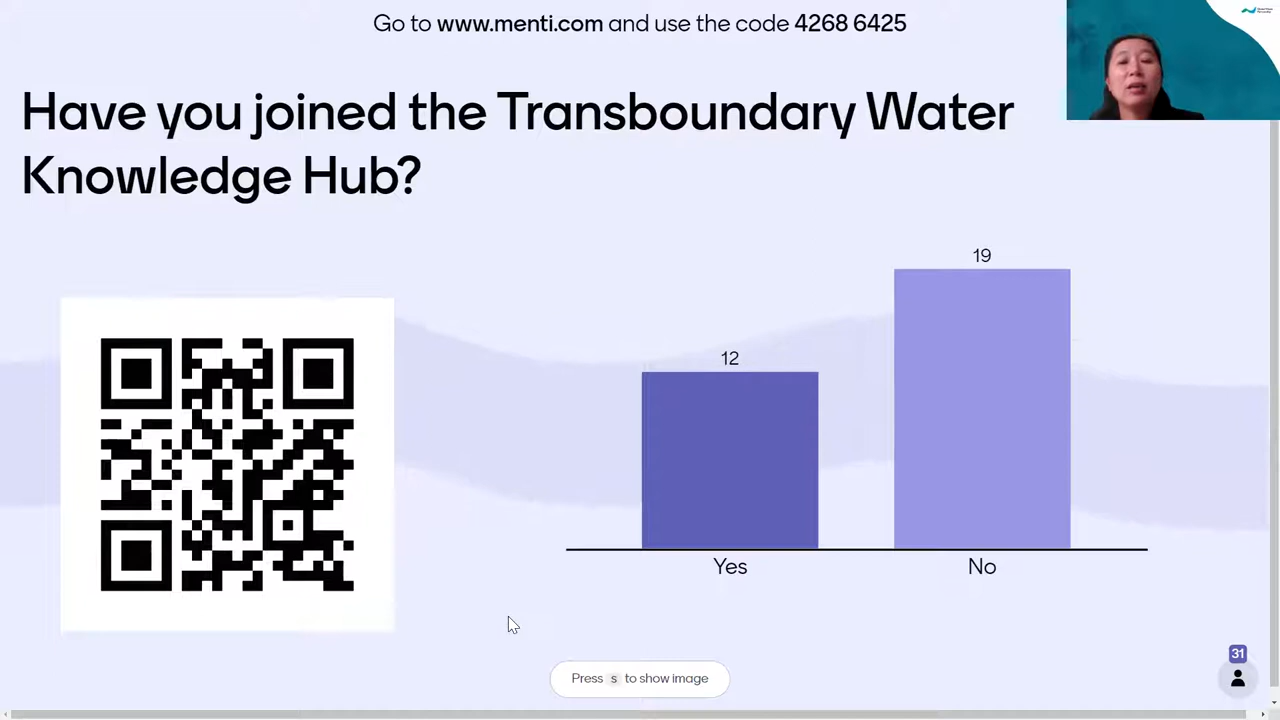 Go to www.menti.com and use the code 4268 6425
Have you joined the Transboundary Water
Knowledge Hub?
12
19
Yes
No
Press s to show image
31